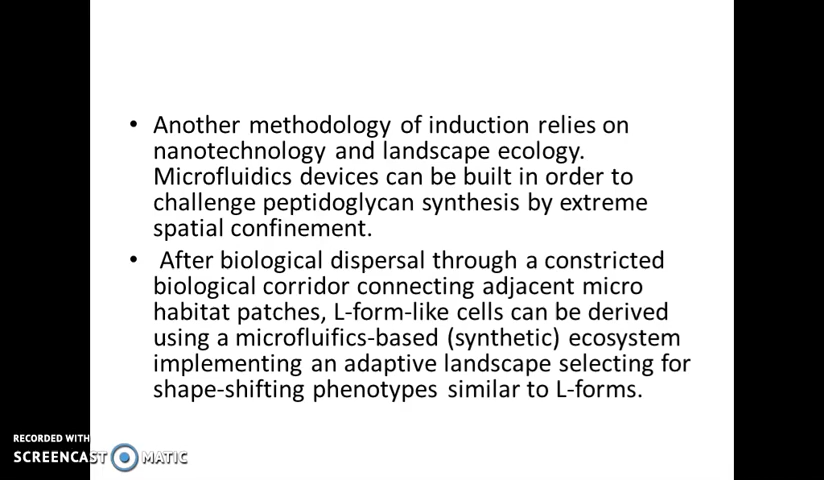 • Another methodology of induction relies on
nanotechnology and landscape ecology.
Microfluidics devices can be built in order to
challenge peptidoglycan synthesis by extreme
spatial confinement.
• After biological dispersal through a constricted
biological corridor connecting adjacent micro
habitat patches, L-form-like cells can be derived
using a microfluifics-based (synthetic) ecosystem
implementing an adaptive landscape selecting for
shape-shifting phenotypes similar to L-forms.
RECORDED WITH
SCREENCAST MATIC